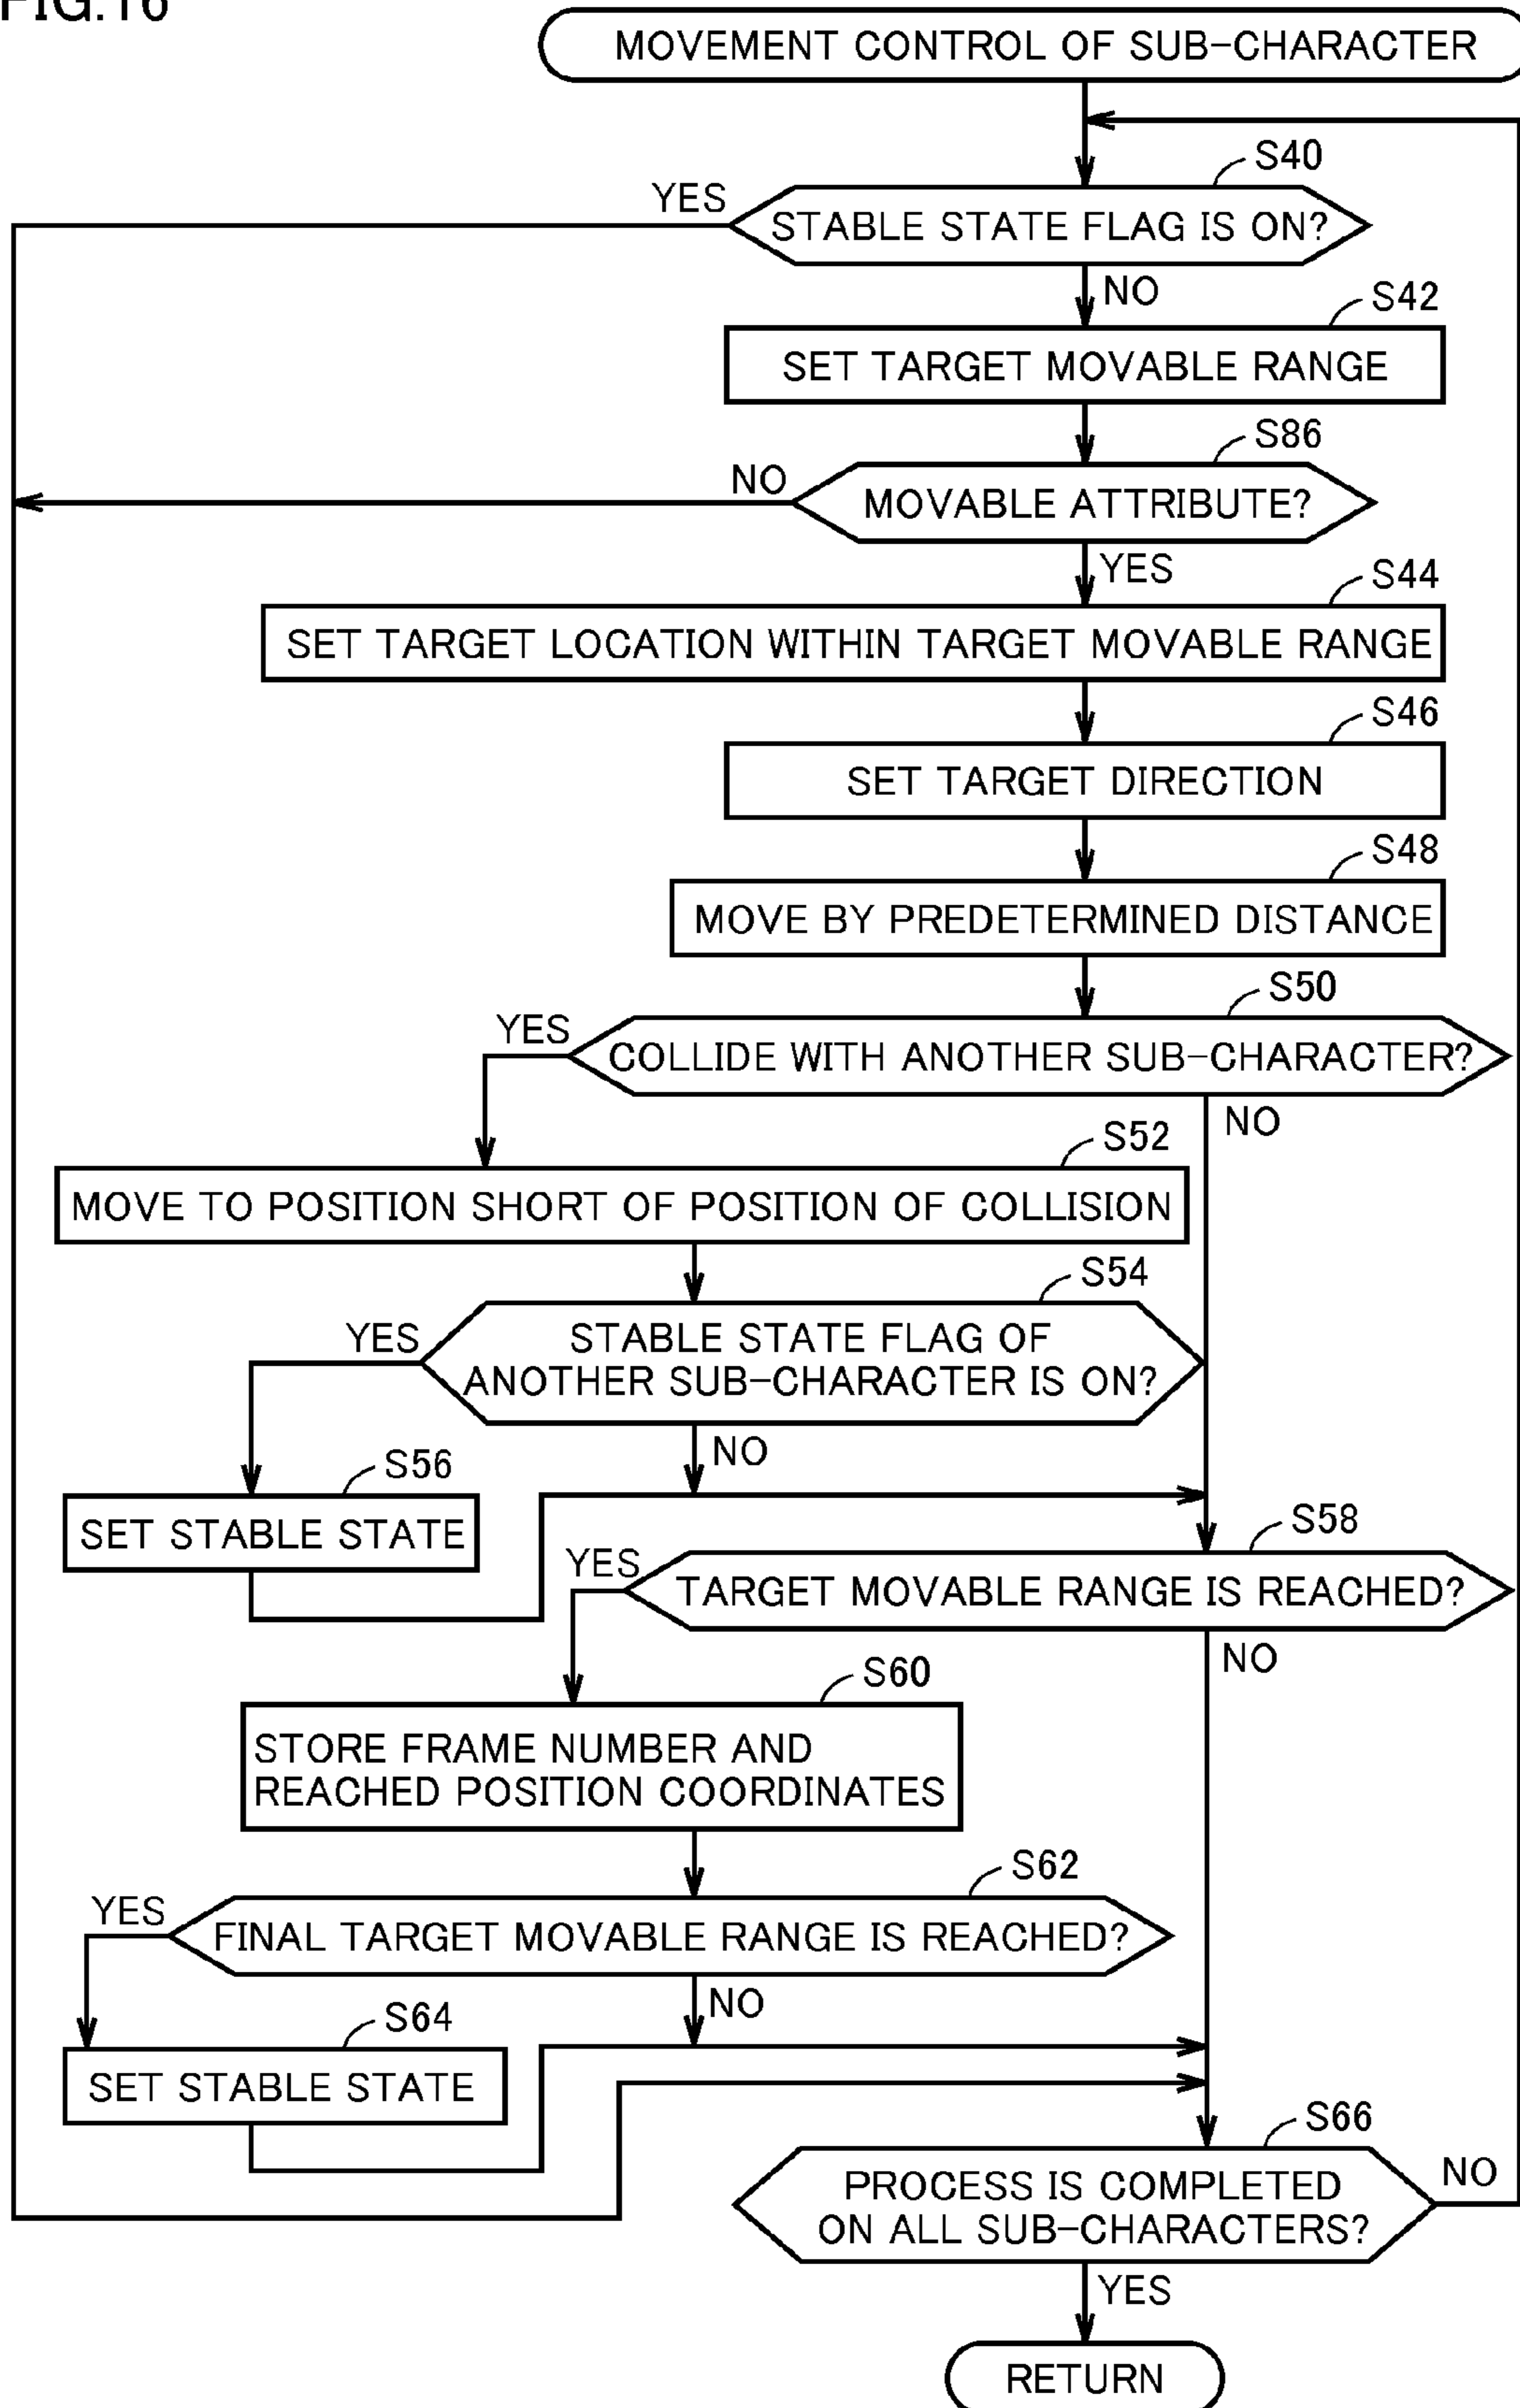 FIG.16
MOVEMENT CONTROL OF SUB-CHARACTER
S40
YES
STABLE STATE FLAG IS ON?
NO
S42
SET TARGET MOVABLE RANGE
S86
NO
MOVABLE ATTRIBUTE?
YES
S44
SET TARGET LOCATION WITHIN TARGET MOVABLE RANGE
S46
SET TARGET DIRECTION
S48
MOVE BY PREDETERMINED DISTANCE
S50
YES
COLLIDE WITH ANOTHER SUB-CHARACTER?
NO
S52
MOVE TO POSITION SHORT OF POSITION OF COLLISION
S54
YES
STABLE STATE FLAG OF
ANOTHER SUB-CHARACTER IS ON?
NO
S56
SET STABLE STATE
S58
YES
TARGET MOVABLE RANGE IS REACHED?
NO
S60
STORE FRAME NUMBER AND
REACHED POSITION COORDINATES
S62
YES
FINAL TARGET MOVABLE RANGE IS REACHED?
NO
S64
SET STABLE STATE
S66
PROCESS IS COMPLETED
ON ALL SUB-CHARACTERS?
NO
YES
RETURN